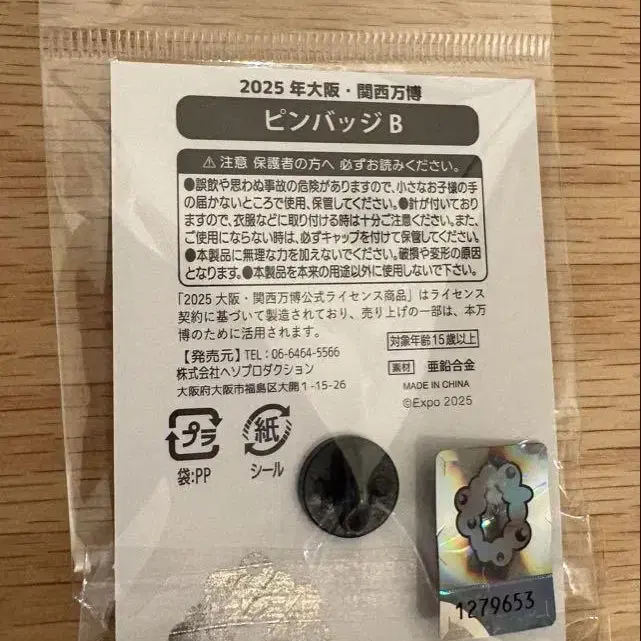 2025年大阪・関西万博
ピンバッジB
⚠注意 保護者の方へ 必ずお読みください。
●誤飲や思わぬ事故の危険がありますので、小さなお子様の手
の届かないところで使用、保管してください。●針が付いており
ますので、衣服などに取り付ける時は十分ご注意ください。また、
ご使用にならない時は、必ずキャップを付けて保管してください。
●本製品に無理な力を加えないでください。破損や変形の原因
となります。●本製品を本来の用途以外に使用しないで下さい。
「2025 大阪・関西万博公式ライセンス商品」はライセンス
契約に基づいて製造されており、売り上げの一部は、本万
博のために活用されます。
対象年齢15歳以上
【発売元】TEL：06-6464-5566
株式会社ヘソプロダクション
大阪府大阪市福島区大開1-15-26
素材 亜鉛合金
MADE IN CHINA
©Expo 2025
プラ
袋:PP
紙
シール
1279653